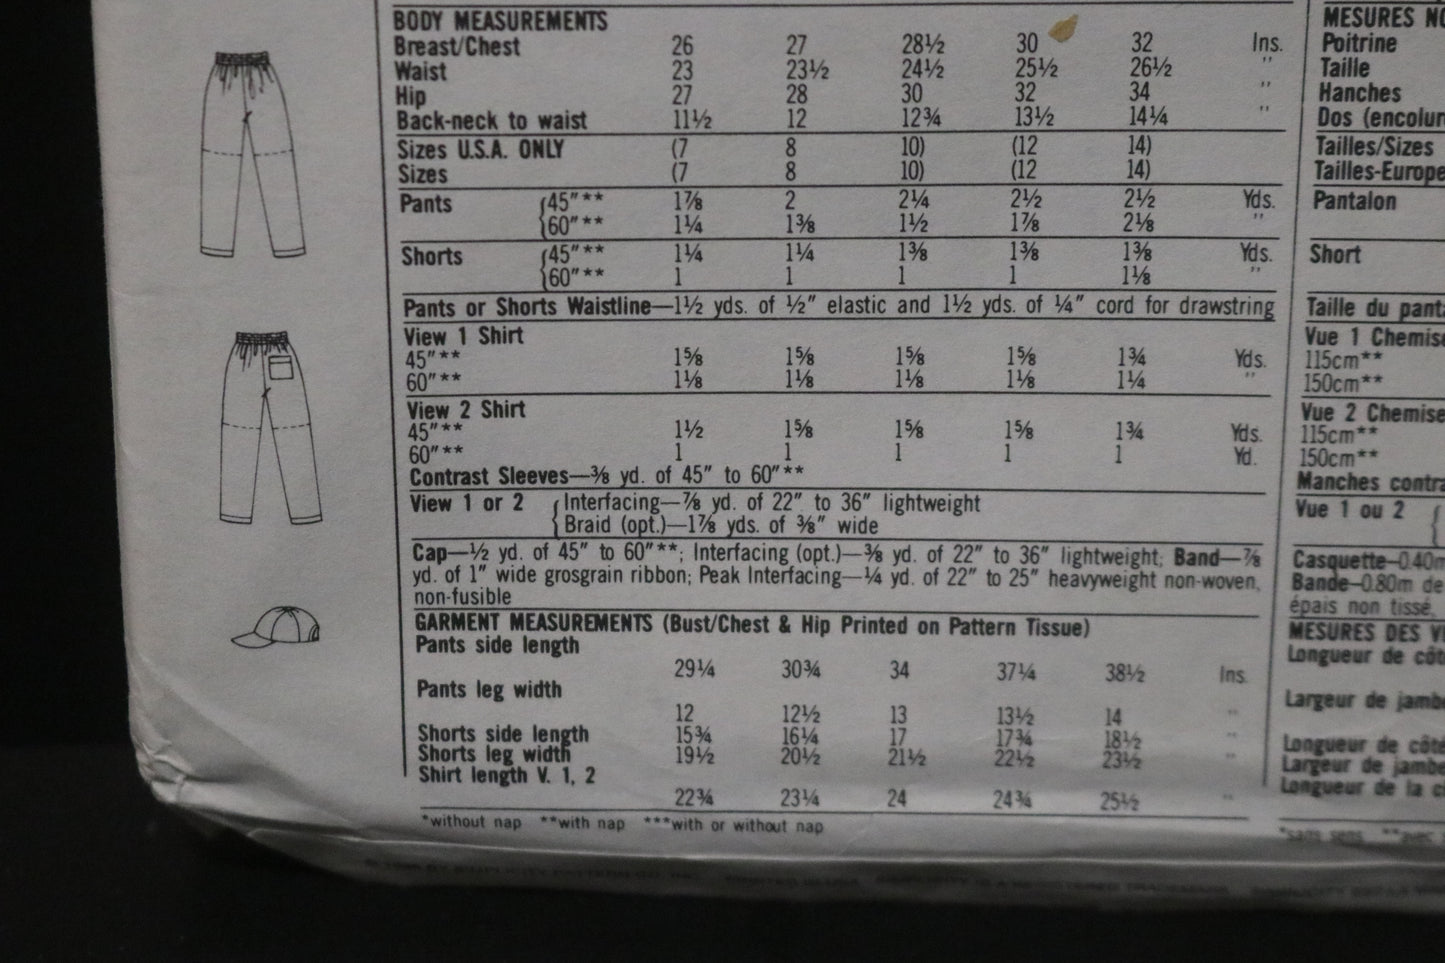 BODY MEASUREMENTS
Breast/Chest 26 27 28½ 30 32 Ins.
Waist 23 23½ 24½ 25½ 26½ "
Hip 27 28 30 32 34 "
Back-neck to waist 11½ 12 12¾ 13½ 14¼ "
Sizes U.S.A. ONLY (7 8 10) (12 14)
Sizes (7 8 10) (12 14)
Pants 45"** 1⅞ 2 2¼ 2½ 2½ Yds.
60"** 1¼ 1⅜ 1½ 1⅞ 2⅛ "
Shorts 45"** 1¼ 1¼ 1⅜ 1⅜ 1⅜ Yds.
60"** 1 1 1 1 1⅛ "
Pants or Shorts Waistline—1½ yds. of ½" elastic and 1½ yds. of ¼" cord for drawstring
View 1 Shirt
45"** 1⅝ 1⅝ 1⅝ 1⅝ 1¾ Yds.
60"** 1⅛ 1⅛ 1⅛ 1⅛ 1¼ "
View 2 Shirt
45"** 1½ 1⅝ 1⅝ 1⅝ 1¾ Yds.
60"** 1 1 1 1 1 Yd.
Contrast Sleeves—⅜ yd. of 45" to 60"**
View 1 or 2 Interfacing—⅞ yd. of 22" to 36" lightweight
Braid (opt.)—1⅞ yds. of ⅜" wide
Cap—½ yd. of 45" to 60"**; Interfacing (opt.)—⅜ yd. of 22" to 36" lightweight; Band—⅞
yd. of 1" wide grosgrain ribbon; Peak Interfacing—¼ yd. of 22" to 25" heavyweight non-woven,
non-fusible
GARMENT MEASUREMENTS (Bust/Chest & Hip Printed on Pattern Tissue)
Pants side length
29¼ 30¾ 34 37¼ 38½ Ins.
Pants leg width
12 12½ 13 13½ 14 "
Shorts side length 15¾ 16¼ 17 17¾ 18½ "
Shorts leg width 19½ 20½ 21½ 22½ 23½ "
Shirt length V. 1, 2
22¾ 23¼ 24 24¾ 25½ "
*without nap **with nap ***with or without nap
MESURES
Poitrine
Taille
Hanches
Dos (encolur
Tailles/Sizes
Tailles-Europe
Pantalon
Short
Taille du pant
Vue 1 Chemise
115cm**
150cm**
Vue 2 Chemise
115cm**
150cm**
Manches contra
Vue 1 ou 2
Casquette—0.40m
Bande—0.80m de
épais non tissé,
MESURES DES
Longueur de côt
Largeur de jamb
Longueur de côt
Largeur de jambe
Longueur de la
*sans sens **avec